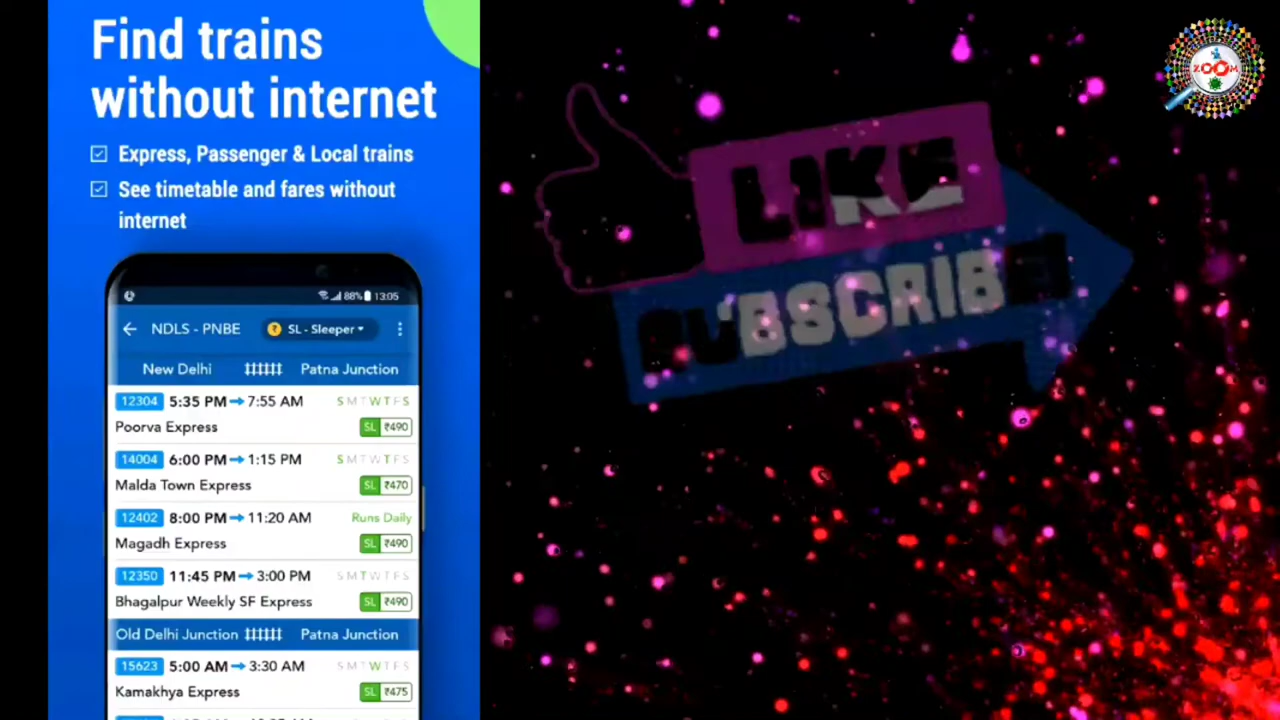 Find trains
without internet
Express, Passenger & Local trains
See timetable and fares without
internet
88% 13:05
NDLS - PNBE ? SL - Sleeper
New Delhi Patna Junction
12304 5:35 PM → 7:55 AM S M T W T F S
Poorva Express SL ₹490
14004 6:00 PM → 1:15 PM S M T W T F S
Malda Town Express SL ₹470
12402 8:00 PM → 11:20 AM Runs Daily
Magadh Express SL ₹490
12350 11:45 PM → 3:00 PM S M T W T F S
Bhagalpur Weekly SF Express SL ₹490
Old Delhi Junction Patna Junction
15623 5:00 AM → 3:30 AM S M T W T F S
Kamakhya Express SL ₹475
LIKE
SUBSCRIBE!
ZOOM